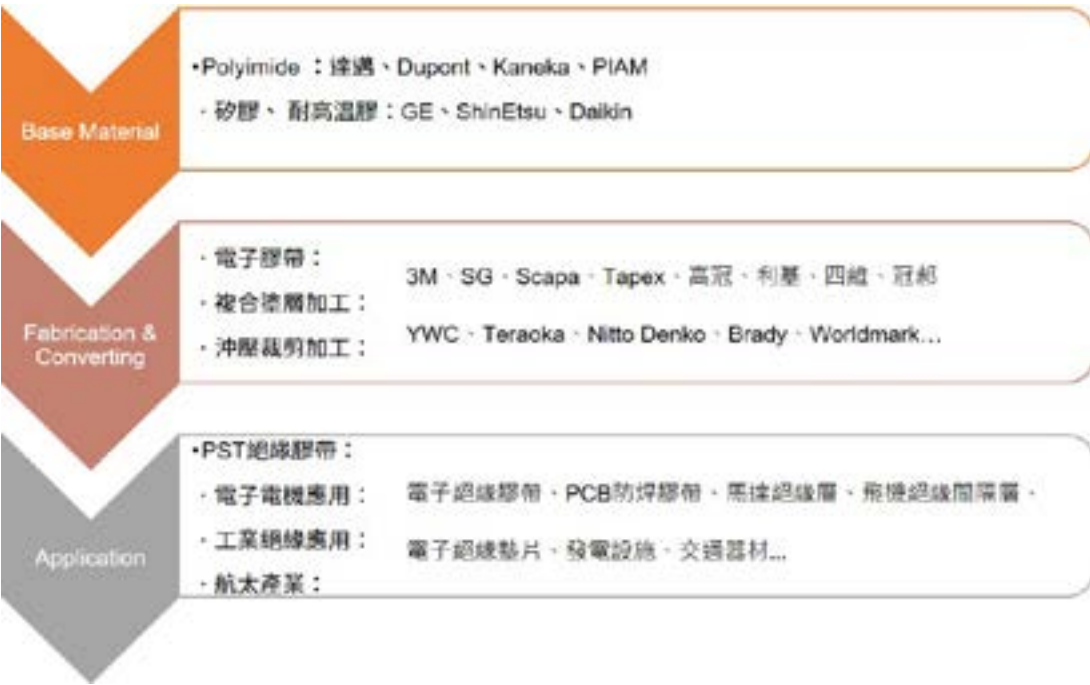 Base Material
•Polyimide ：達邁、Dupont、Kaneka、PIAM
‧矽膠、 耐高溫膠：GE、ShinEtsu、Daikin
Fabrication &
Converting
‧電子膠帶：
‧複合塗層加工：
‧沖壓裁剪加工：
3M‧SG‧Scapa‧Tapex‧高冠‧利基‧四維‧冠郝
YWC‧Teraoka‧Nitto Denko‧Brady‧Worldmark...
Application
•PST絕緣膠帶：
‧電子電機應用：
‧工業絕緣應用：
‧航太產業：
電子絕緣膠帶、PCB防焊膠帶、馬達絕緣層、飛機絕緣間隔層、
電子絕緣墊片、發電設施、交通器材...